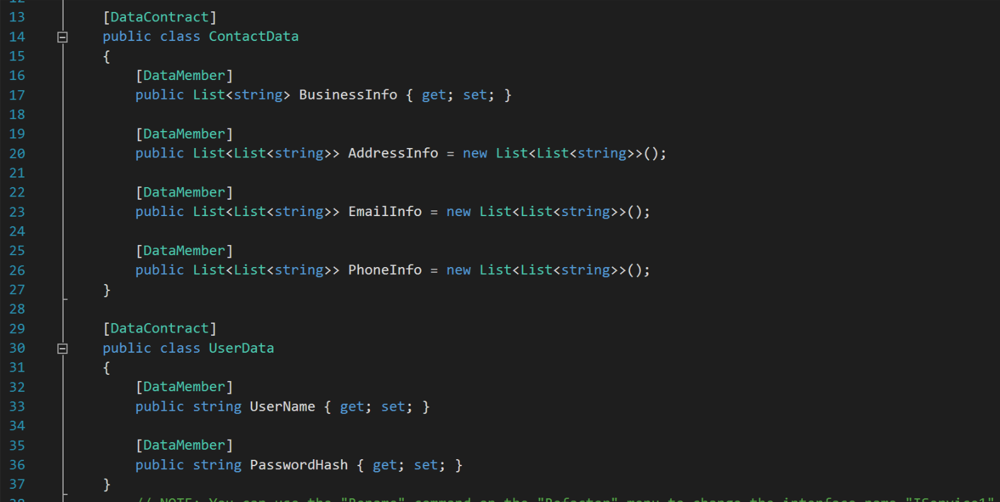 13 [DataContract]
14 public class ContactData
15 {
16 [DataMember]
17 public List<string> BusinessInfo { get; set; }
18
19 [DataMember]
20 public List<List<string>> AddressInfo = new List<List<string>>();
21
22 [DataMember]
23 public List<List<string>> EmailInfo = new List<List<string>>();
24
25 [DataMember]
26 public List<List<string>> PhoneInfo = new List<List<string>>();
27 }
28
29 [DataContract]
30 public class UserData
31 {
32 [DataMember]
33 public string UserName { get; set; }
34
35 [DataMember]
36 public string PasswordHash { get; set; }
37 }
38 // NOTE: You can use the "Rename" command on the "Refactor" menu to change the interface name "IService1"